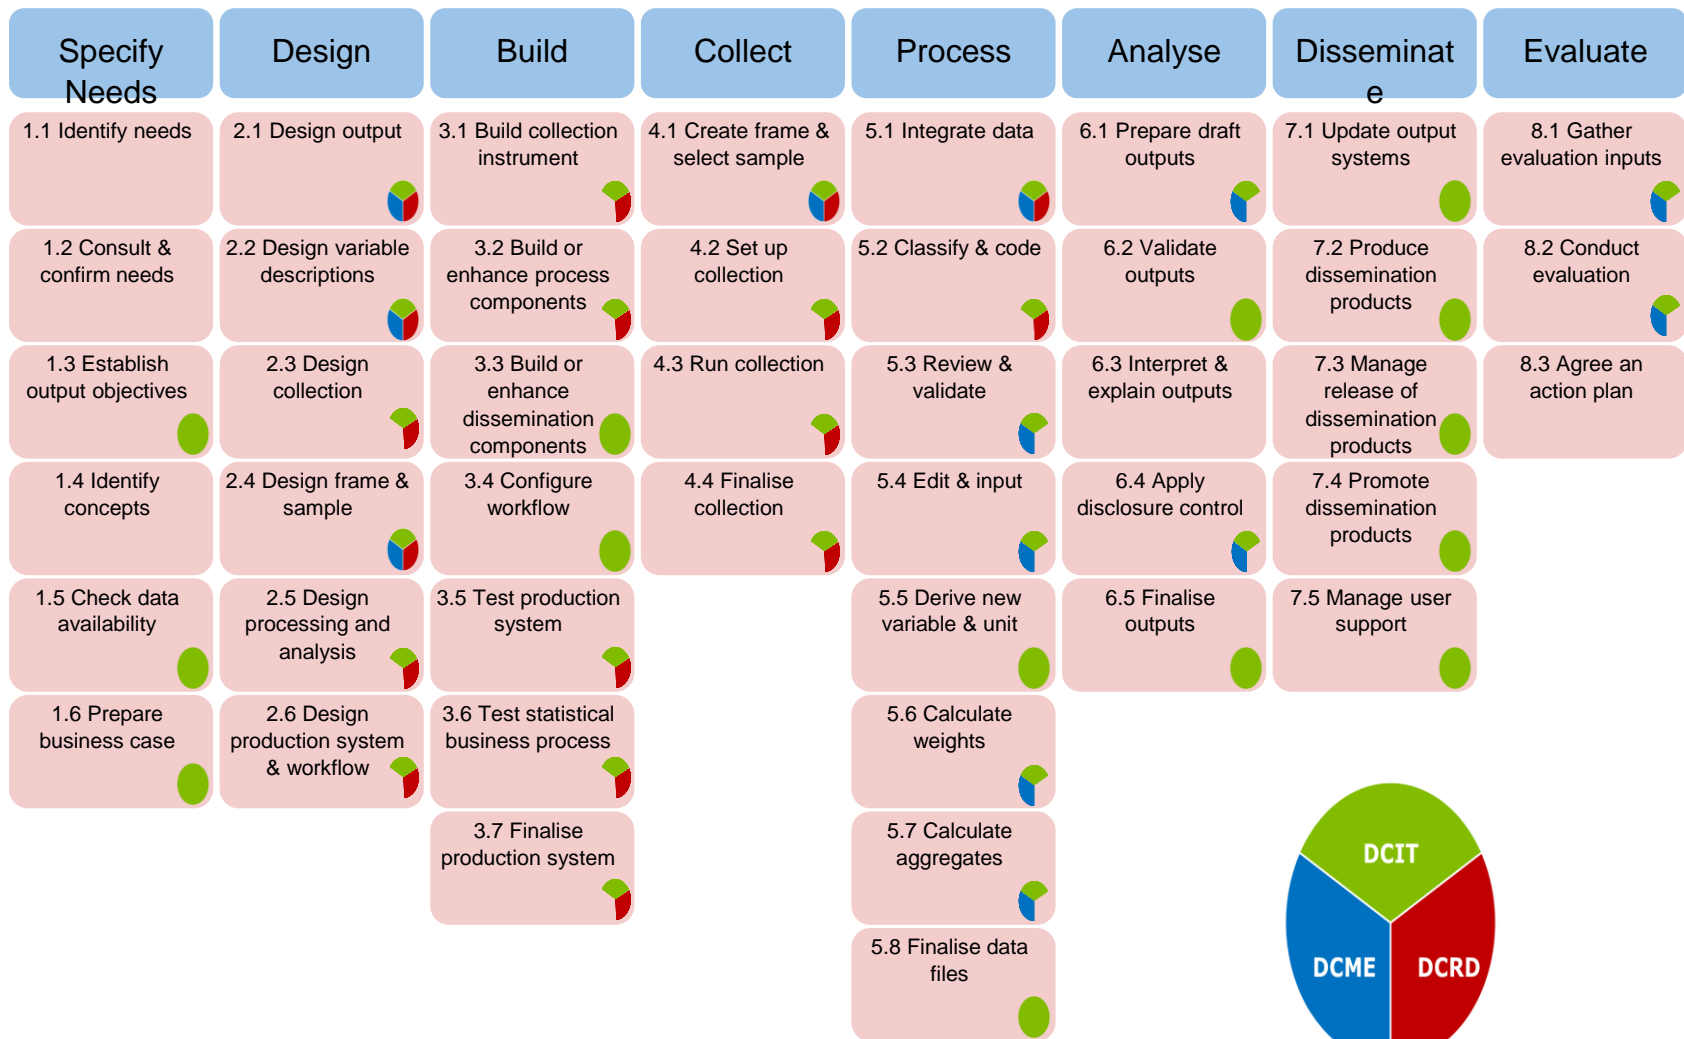 Specify
Needs
Design
Build
Collect
Process
Analyse
Disseminat
e
Evaluate
1.1 Identify needs
1.2 Consult &
confirm needs
1.3 Establish
output objectives
1.4 Identify
concepts
1.5 Check data
availability
1.6 Prepare
business case
2.1 Design output
2.2 Design variable
descriptions
2.3 Design
collection
2.4 Design frame &
sample
2.5 Design
processing and
analysis
2.6 Design
production system
& workflow
3.1 Build collection
instrument
3.2 Build or
enhance process
components
3.3 Build or
enhance
dissemination
components
3.4 Configure
workflow
3.5 Test production
system
3.6 Test statistical
business process
3.7 Finalise
production system
4.1 Create frame &
select sample
4.2 Set up
collection
4.3 Run collection
4.4 Finalise
collection
5.1 Integrate data
5.2 Classify & code
5.3 Review &
validate
5.4 Edit & input
5.5 Derive new
variable & unit
5.6 Calculate
weights
5.7 Calculate
aggregates
5.8 Finalise data
files
6.1 Prepare draft
outputs
6.2 Validate
outputs
6.3 Interpret &
explain outputs
6.4 Apply
disclosure control
6.5 Finalise
outputs
7.1 Update output
systems
7.2 Produce
dissemination
products
7.3 Manage
release of
dissemination
products
7.4 Promote
dissemination
products
7.5 Manage user
support
8.1 Gather
evaluation inputs
8.2 Conduct
evaluation
8.3 Agree an
action plan
DCIT
DCME
DCRD